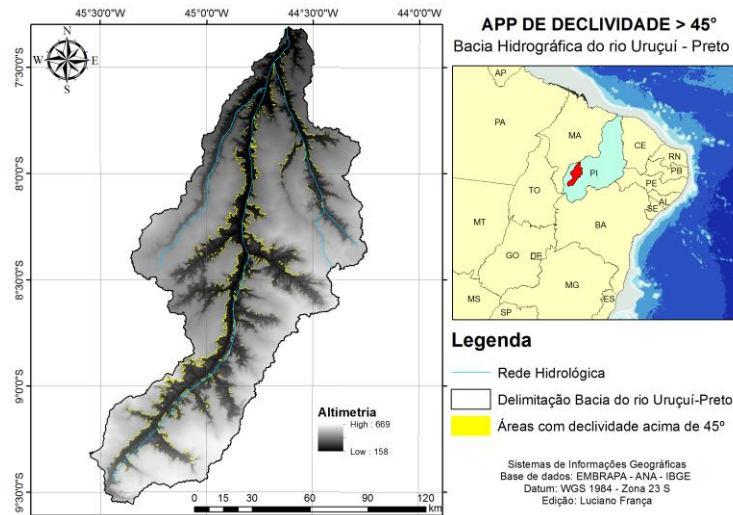 45°30'0"W 45°0'0"W 44°30'0"W 44°0'0"W
N
W E
S
7°30'0"S
8°0'0"S
8°30'0"S
9°0'0"S
9°30'0"S
Altimetria
High : 669
Low : 158
0 15 30 60 90 120
km
APP DE DECLIVIDADE > 45°
Bacia Hidrográfica do rio Uruçuí - Preto
AP
PA
MA
CE
RN
PB
PI
PE
AL
SE
TO
BA
MT
GO
DF
MG
ES
MS
SP
Legenda
Rede Hidrológica
Delimitação Bacia do rio Uruçuí-Preto
Áreas com declividade acima de 45º
Sistemas de Informações Geográficas
Base de dados: EMBRAPA - ANA - IBGE
Datum: WGS 1984 - Zona 23 S
Edição: Luciano França